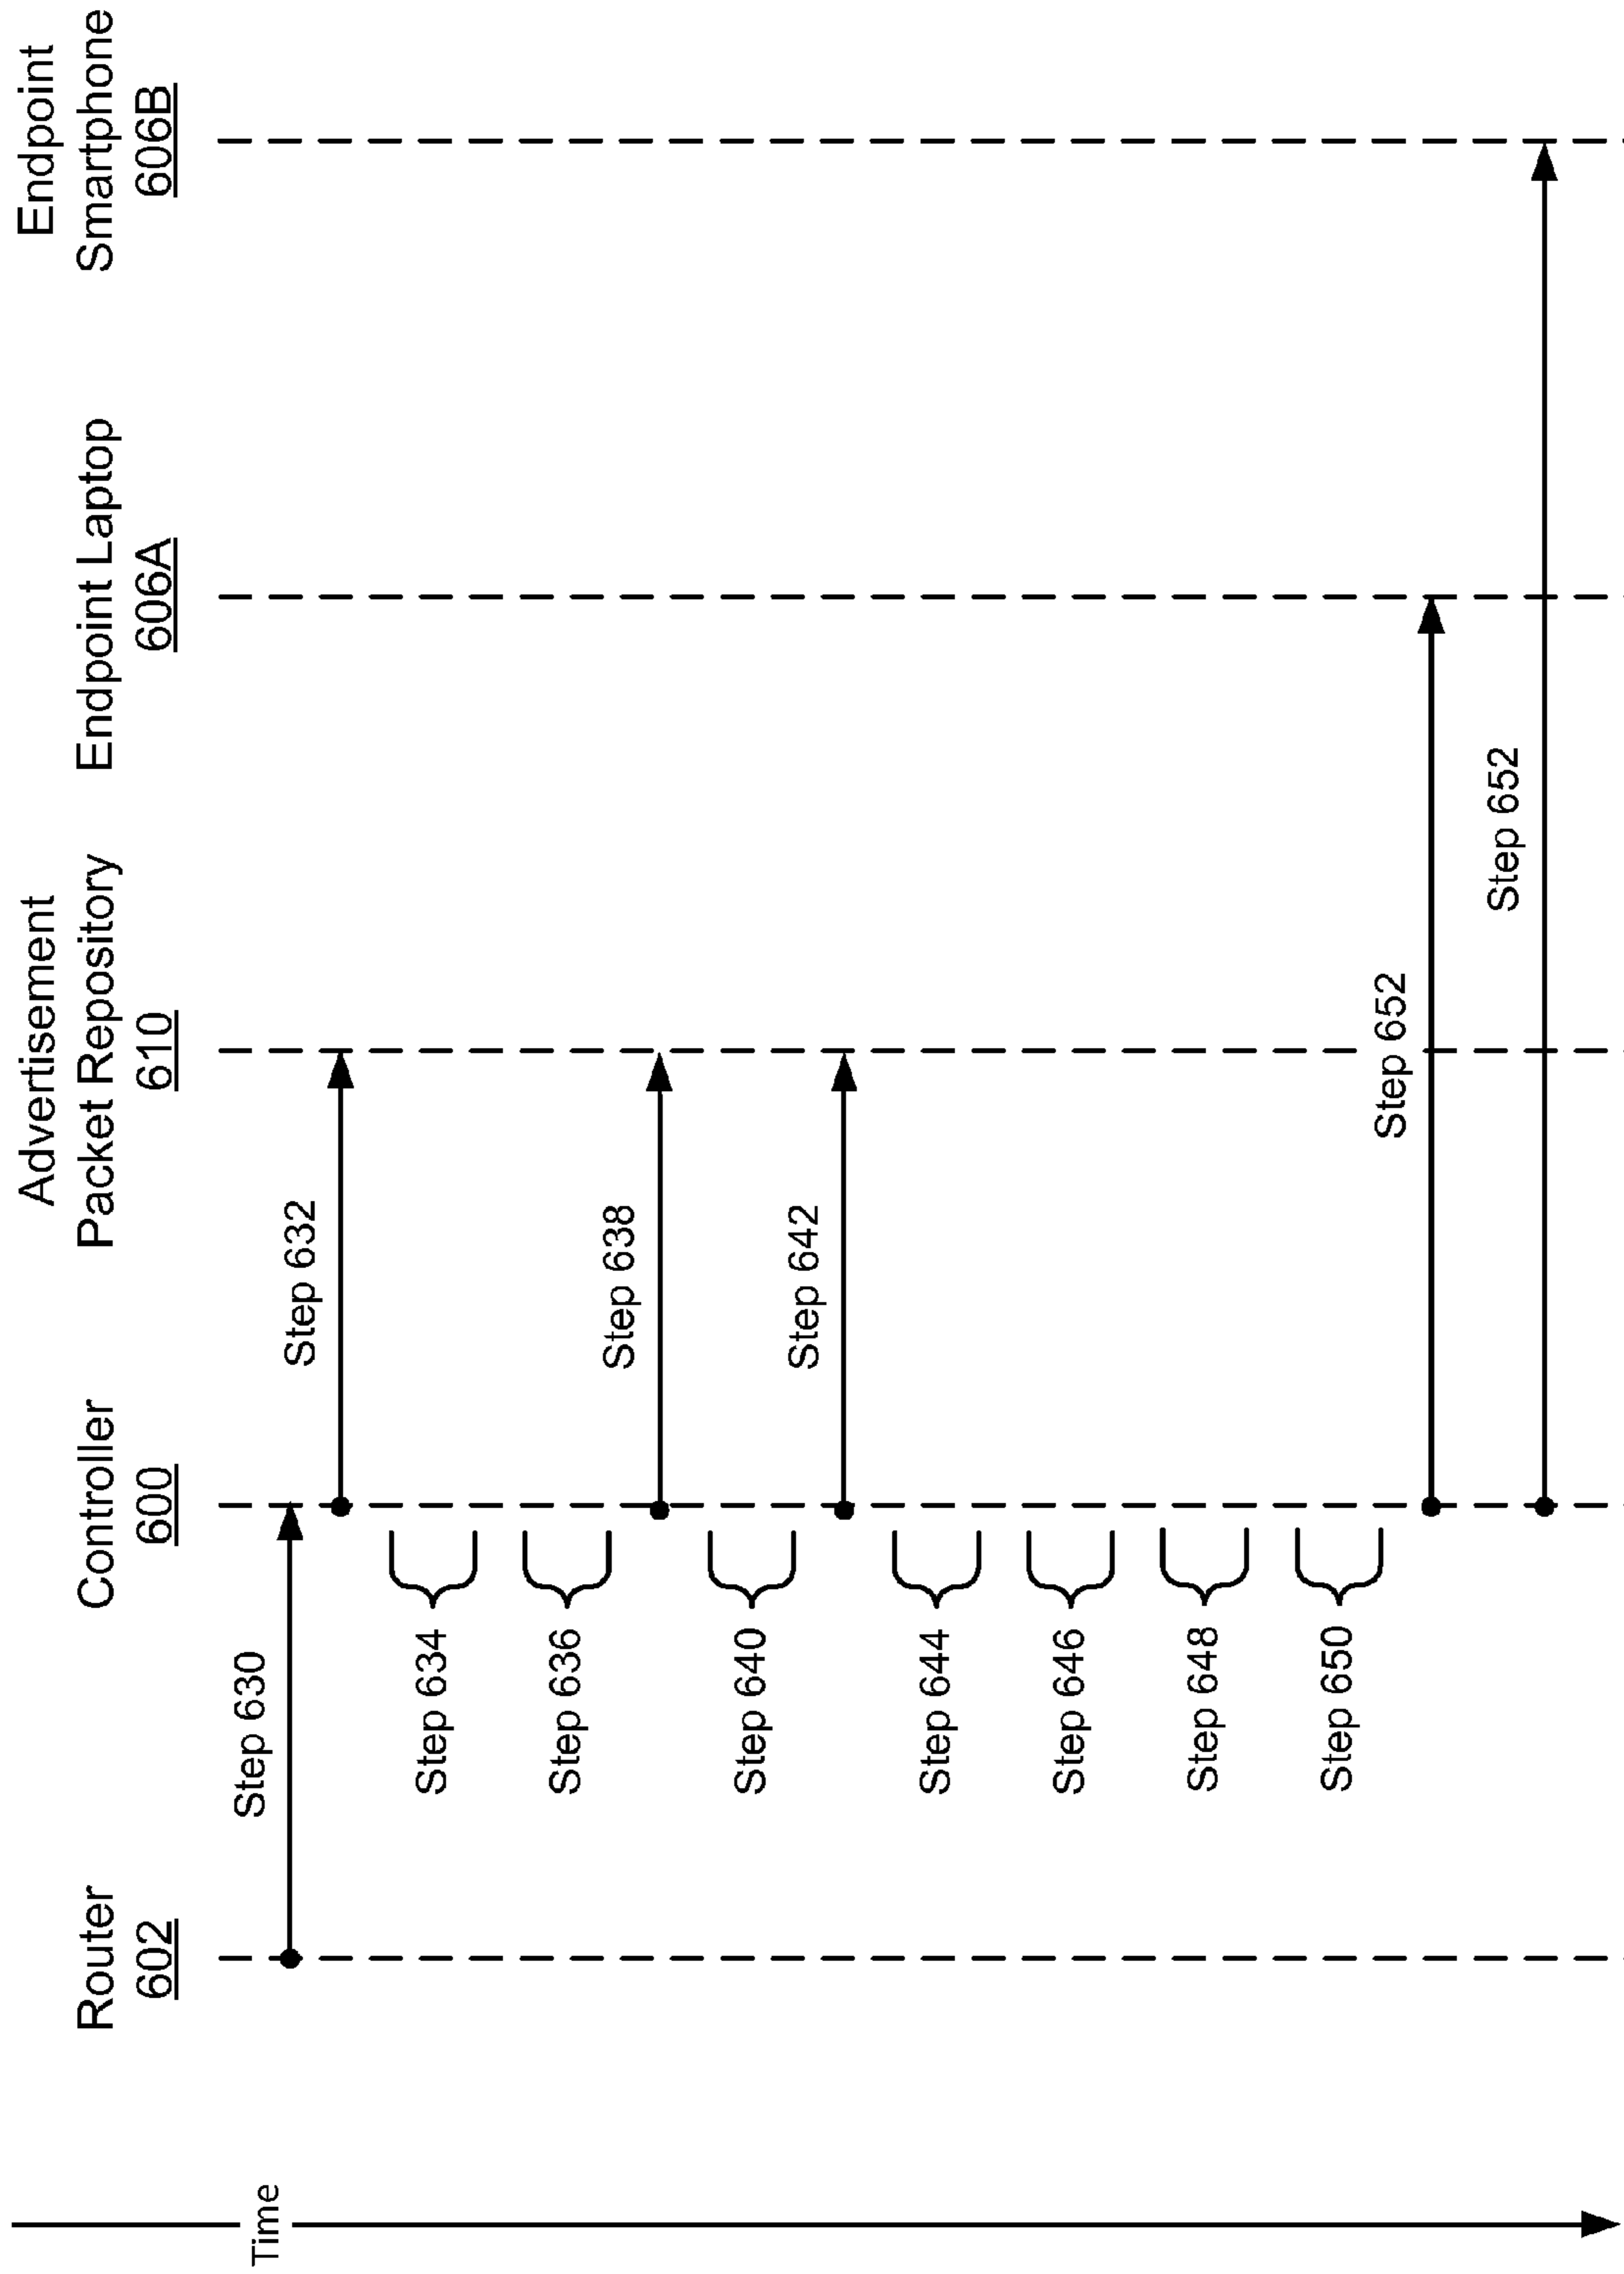 Time
Router
602
Controller
600
Advertisement
Packet Repository
610
Endpoint Laptop
606A
Endpoint
Smartphone
606B
Step 630
Step 632
Step 634
Step 636
Step 638
Step 640
Step 642
Step 644
Step 646
Step 648
Step 650
Step 652
Step 652